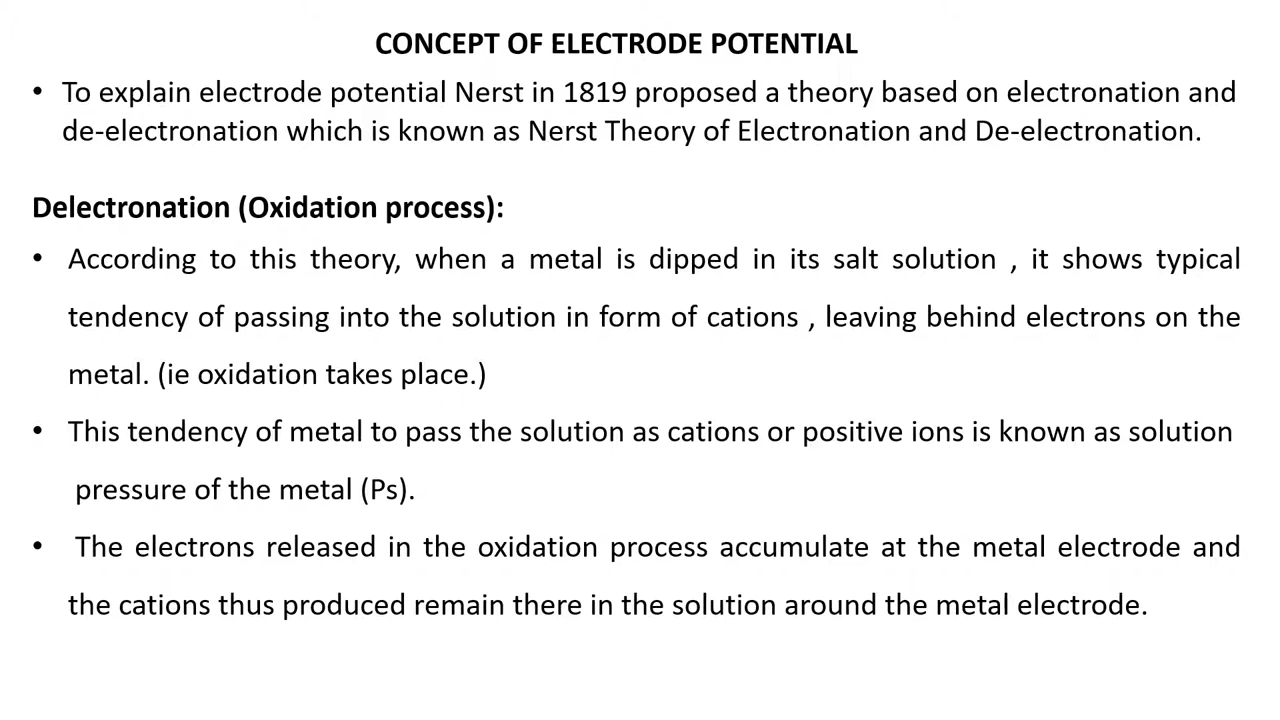 CONCEPT OF ELECTRODE POTENTIAL
• To explain electrode potential Nerst in 1819 proposed a theory based on electronation and
de-electronation which is known as Nerst Theory of Electronation and De-electronation.
Delectronation (Oxidation process):
• According to this theory, when a metal is dipped in its salt solution , it shows typical
tendency of passing into the solution in form of cations , leaving behind electrons on the
metal. (ie oxidation takes place.)
• This tendency of metal to pass the solution as cations or positive ions is known as solution
pressure of the metal (Ps).
• The electrons released in the oxidation process accumulate at the metal electrode and
the cations thus produced remain there in the solution around the metal electrode.